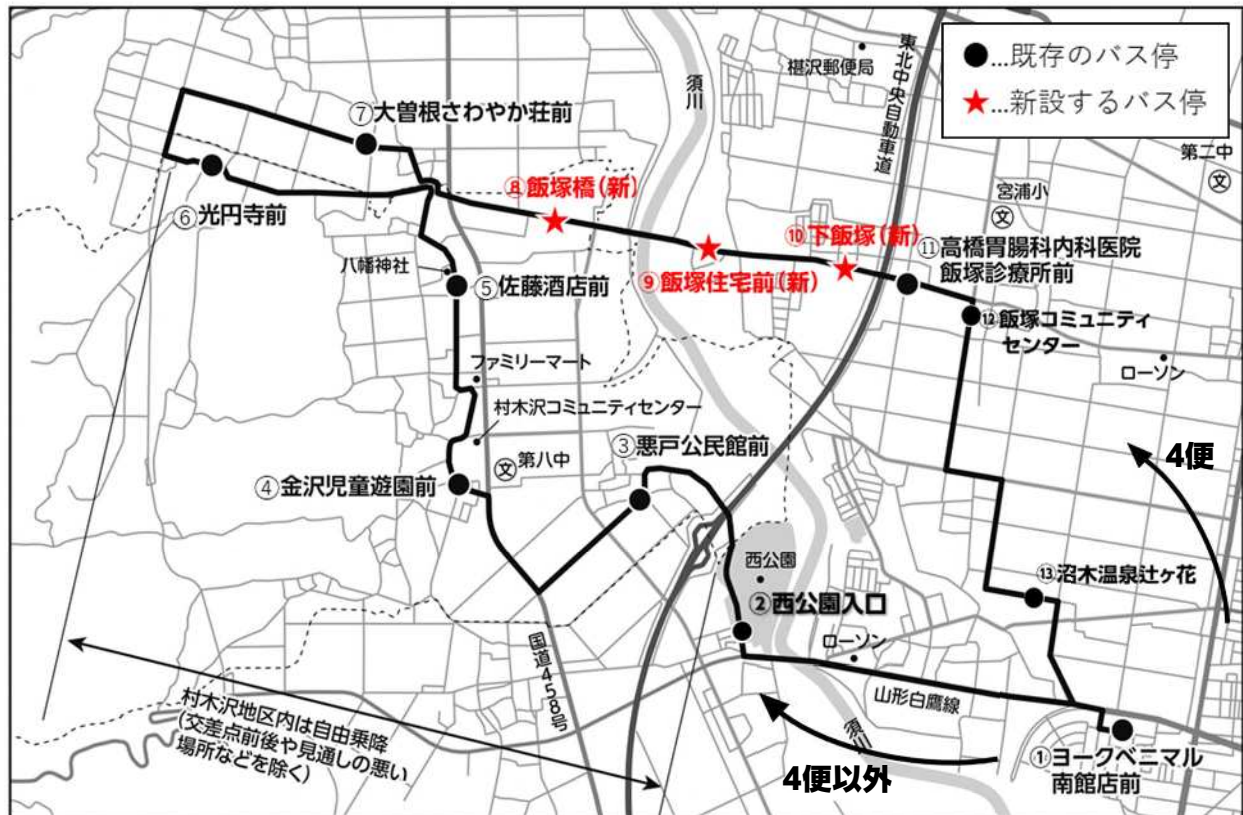 ●...既存のバス停
★...新設するバス停
椹沢郵便局
須川
東北中央自動車道
第二中
文
宮浦小
文
⑦大曽根さわやか荘前
⑥光円寺前
⑧飯塚橋(新)
⑨飯塚住宅前(新)
⑩下飯塚(新)
⑪高橋胃腸科内科医院
飯塚診療所前
⑫飯塚コミュニティ
センター
ローソン
八幡神社
⑤佐藤酒店前
ファミリーマート
村木沢コミュニティセンター
文
第八中
④金沢児童遊園前
③悪戸公民館前
4便
西公園
②西公園入口
⑬沼木温泉辻ヶ花
ローソン
国道458号
山形白鷹線
須川
村木沢地区内は自由乗降
(交差点前後や見通しの悪い
場所などを除く)
4便以外
①ヨークベニマル
南館店前